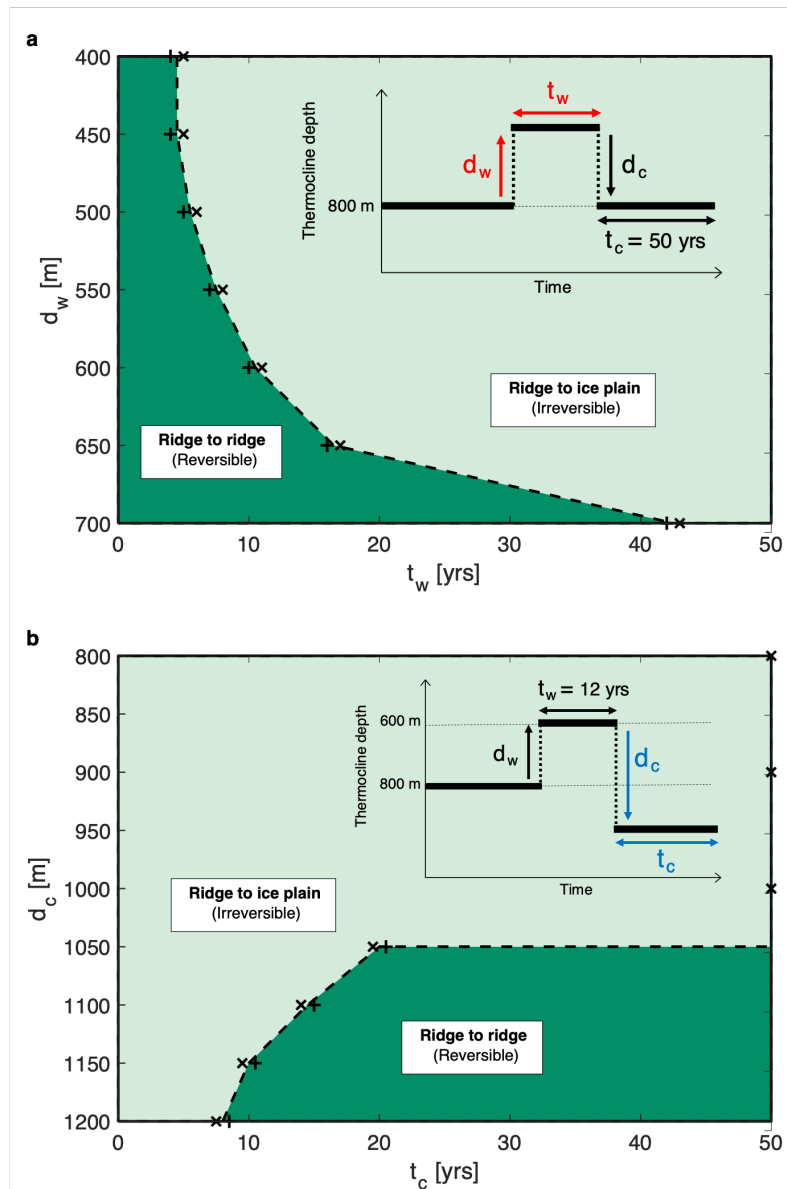 a
400
450
500
550
600
650
700
d_w [m]
0
10
20
30
40
50
t_w [yrs]
Thermocline depth
800 m
Time
t_w
d_w
d_c
t_c = 50 yrs
Ridge to ice plain
(Irreversible)
Ridge to ridge
(Reversible)
b
800
850
900
950
1000
1050
1100
1150
1200
d_c [m]
0
10
20
30
40
50
t_c [yrs]
Thermocline depth
600 m
800 m
Time
t_w = 12 yrs
d_w
d_c
t_c
Ridge to ice plain
(Irreversible)
Ridge to ridge
(Reversible)